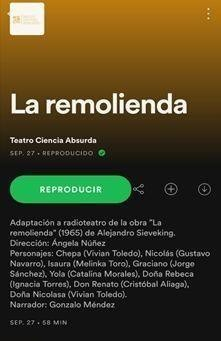 La remolienda
Teatro Ciencia Absurda
SEP. 27 • REPRODUCIDO
REPRODUCIR
Adaptación a radioteatro de la obra "La
remolienda" (1965) de Alejandro Sieveking.
Dirección: Ángela Núñez
Personajes: Chepa (Vivian Toledo), Nicolás (Gustavo
Navarro), Isaura (Melinka Toro), Graciano (Jorge
Sánchez), Yola (Catalina Morales), Doña Rebeca
(Ignacia Torres), Don Renato (Cristóbal Aliaga),
Doña Nicolasa (Vivian Toledo).
Narrador: Gonzalo Méndez
SEP. 27 • 58 MIN